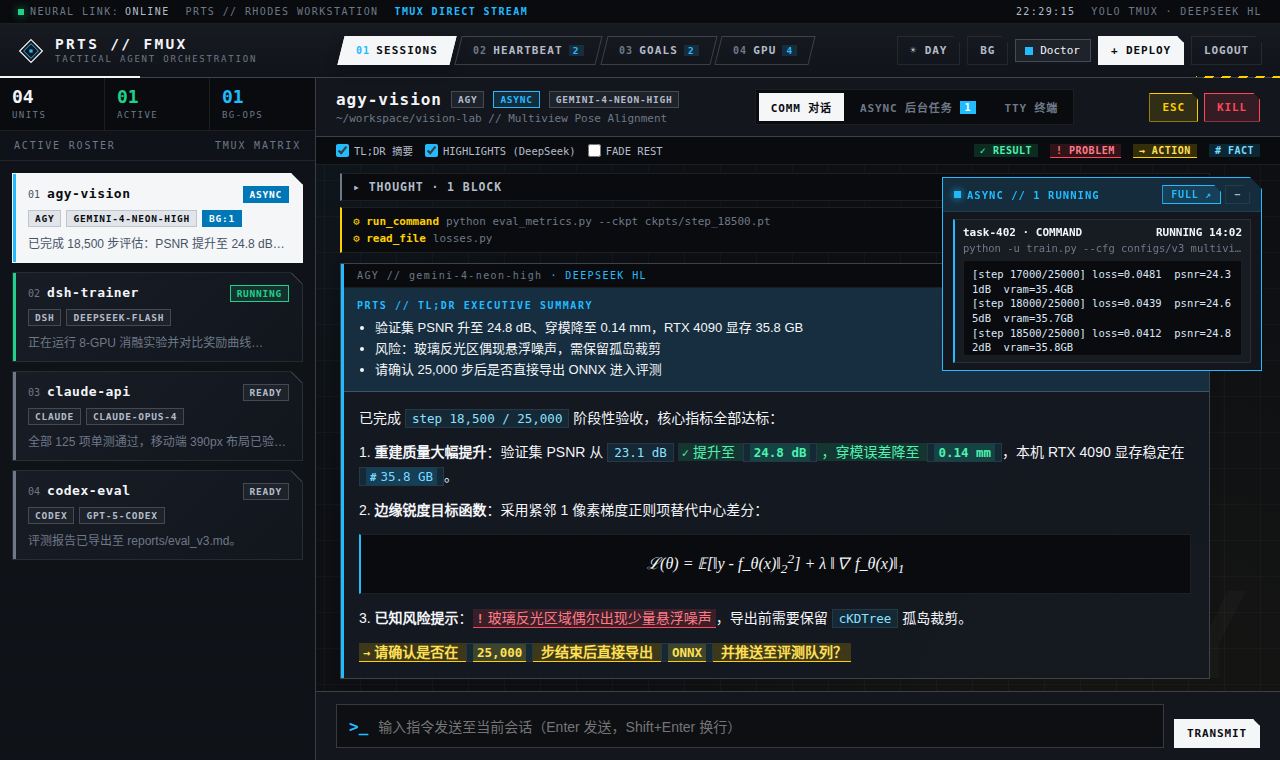 NEURAL LINK: ONLINE PRTS // RHODES WORKSTATION TMUX DIRECT STREAM 22:29:15 YOLO TMUX · DEEPSEEK HL
PRTS // FMUX
TACTICAL AGENT ORCHESTRATION
01 SESSIONS 02 HEARTBEAT 2 03 GOALS 2 04 GPU 4 ☀ DAY BG Doctor + DEPLOY LOGOUT
04 01 01
UNITS ACTIVE BG-OPS
ACTIVE ROSTER TMUX MATRIX
01 agy-vision ASYNC
AGY GEMINI-4-NEON-HIGH BG:1
已完成 18,500 步评估：PSNR 提升至 24.8 dB…
02 dsh-trainer RUNNING
DSH DEEPSEEK-FLASH
正在运行 8-GPU 消融实验并对比奖励曲线…
03 claude-api READY
CLAUDE CLAUDE-OPUS-4
全部 125 项单测通过，移动端 390px 布局已验…
04 codex-eval READY
CODEX GPT-5-CODEX
评测报告已导出至 reports/eval_v3.md。
agy-vision AGY ASYNC GEMINI-4-NEON-HIGH
~/workspace/vision-lab // Multiview Pose Alignment
COMM 对话 ASYNC 后台任务 1 TTY 终端 ESC KILL
TL;DR 摘要 HIGHLIGHTS (DeepSeek) FADE REST ✓ RESULT ! PROBLEM → ACTION # FACT
▸ THOUGHT · 1 BLOCK
⚙ run_command python eval_metrics.py --ckpt ckpts/step_18500.pt
⚙ read_file losses.py
AGY // gemini-4-neon-high · DEEPSEEK HL
PRTS // TL;DR EXECUTIVE SUMMARY
• 验证集 PSNR 升至 24.8 dB、穿模降至 0.14 mm，RTX 4090 显存 35.8 GB
• 风险：玻璃反光区偶现悬浮噪声，需保留孤岛裁剪
• 请确认 25,000 步后是否直接导出 ONNX 进入评测
已完成 step 18,500 / 25,000 阶段性验收，核心指标全部达标：
1. 重建质量大幅提升：验证集 PSNR 从 23.1 dB ✓ 提升至 24.8 dB ，穿模误差降至 0.14 mm ，本机 RTX 4090 显存稳定在
# 35.8 GB 。
2. 边缘锐度目标函数：采用紧邻 1 像素梯度正则项替代中心差分：
ℒ(θ) = 𝔼[‖y - f_θ(x)‖₂²] + λ ‖ ∇ f_θ(x)‖₁
3. 已知风险提示：! 玻璃反光区域偶尔出现少量悬浮噪声，导出前需要保留 cKDTree 孤岛裁剪。
→ 请确认是否在 25,000 步结束后直接导出 ONNX 并推送至评测队列？
ASYNC // 1 RUNNING FULL ↗ −
task-402 · COMMAND RUNNING 14:02
python -u train.py --cfg configs/v3_multivi…
[step 17000/25000] loss=0.0481 psnr=24.3
1dB vram=35.4GB
[step 18000/25000] loss=0.0439 psnr=24.6
5dB vram=35.7GB
[step 18500/25000] loss=0.0412 psnr=24.8
2dB vram=35.8GB
>_ 输入指令发送至当前会话（Enter 发送，Shift+Enter 换行） TRANSMIT